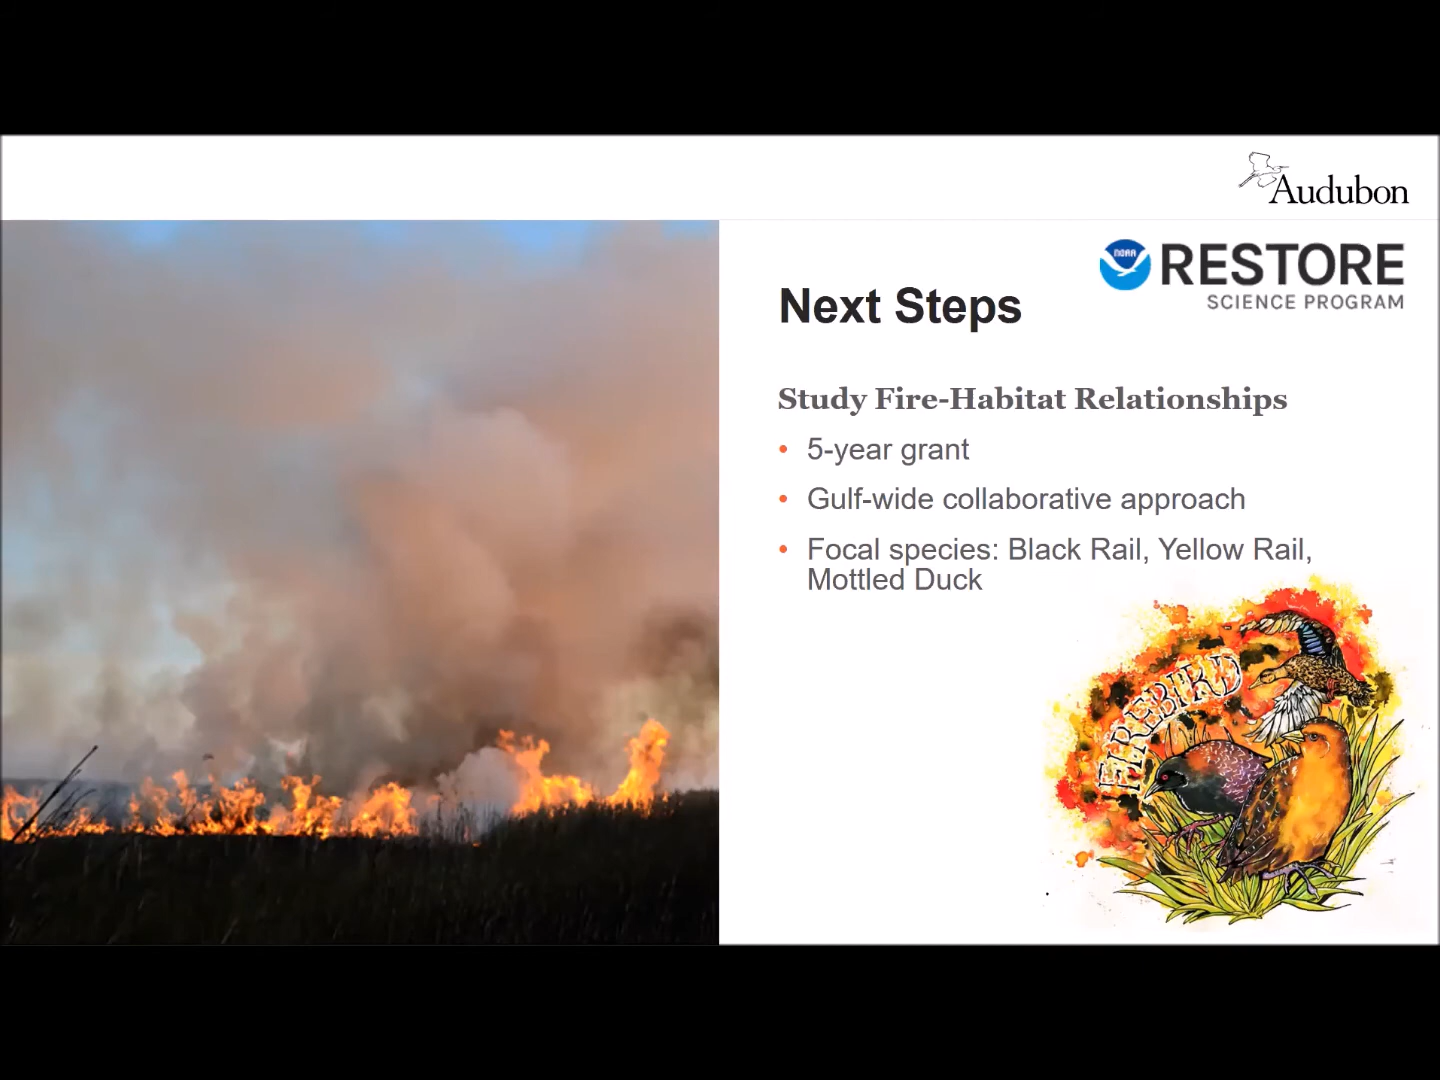 Audubon
NOAA
RESTORE
SCIENCE PROGRAM
Next Steps
Study Fire-Habitat Relationships
• 5-year grant
• Gulf-wide collaborative approach
• Focal species: Black Rail, Yellow Rail,
Mottled Duck
FIREBIRD